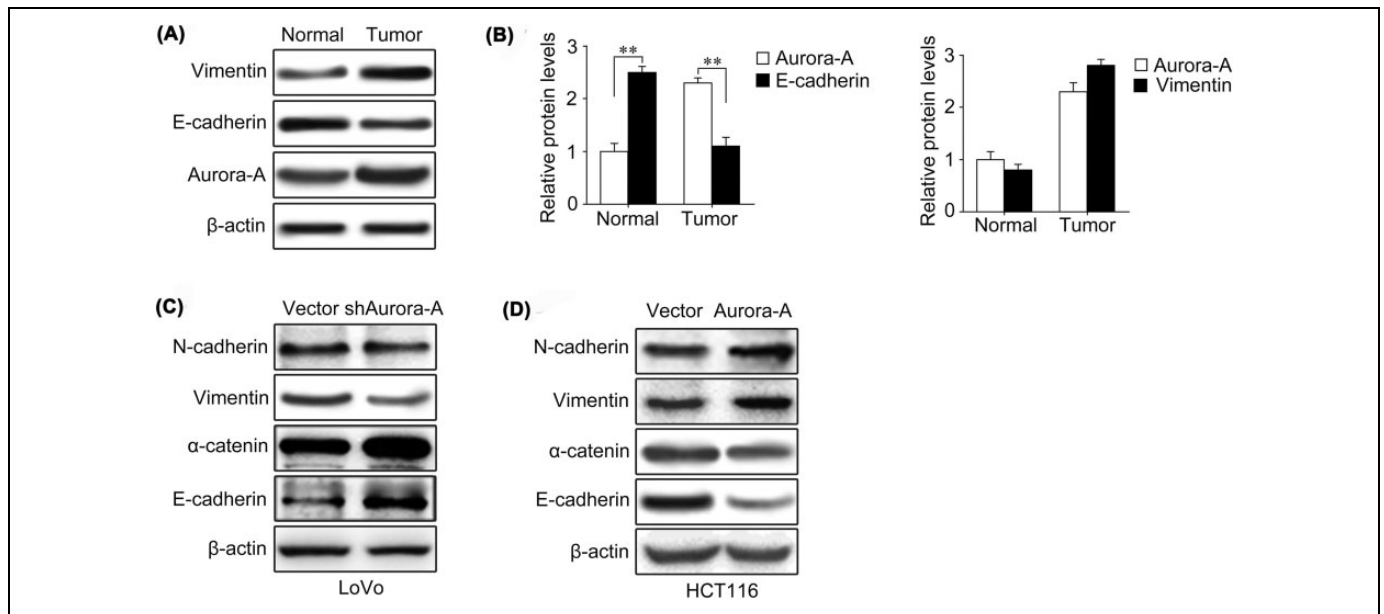 (A)
Normal Tumor
Vimentin
E-cadherin
Aurora-A
β-actin
(B)
Relative protein levels
3
2
1
0
**
**
Normal Tumor
Aurora-A
E-cadherin
Relative protein levels
3
2
1
0
Normal Tumor
Aurora-A
Vimentin
(C)
Vector shAurora-A
N-cadherin
Vimentin
α-catenin
E-cadherin
β-actin
LoVo
(D)
Vector Aurora-A
N-cadherin
Vimentin
α-catenin
E-cadherin
β-actin
HCT116